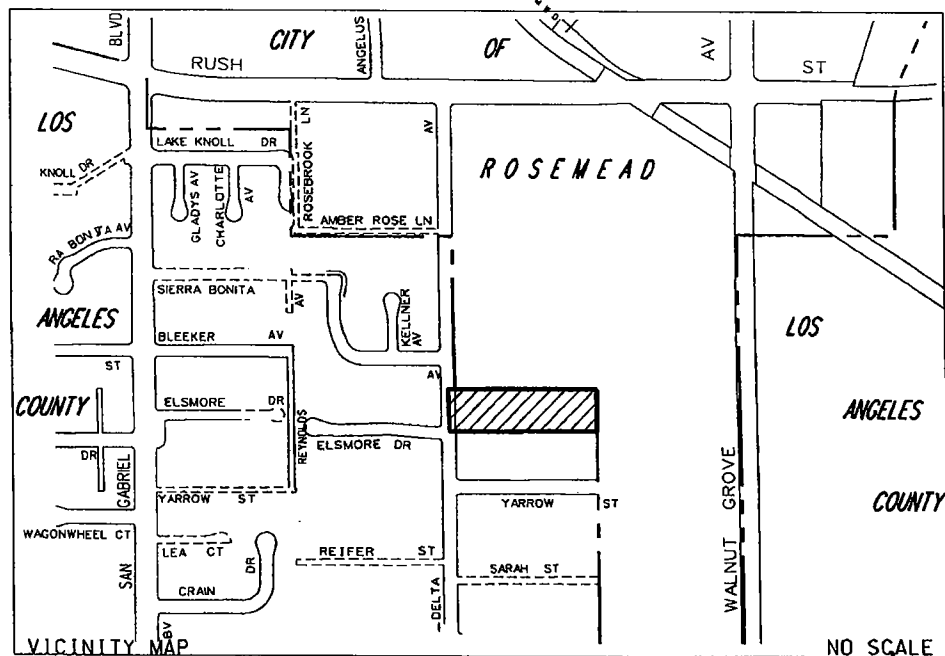 BLVD
CITY
OF
RUSH
ANGELUS
AV
ST
LOS
LAKE KNOLL DR
KNOLL DR
GLADYS AV
CHARLOTTE
AV
ROSEBROOK
LN
AV
ROSEMEAD
AMBER ROSE LN
RA BONITA AV
SIERRA BONITA
AV
KELLNER
AV
LOS
ANGELES
BLEEKER AV
AV
ST
COUNTY
ELSMORE DR
REYNOLDS
ELSMORE DR
ANGELES
DR
GABRIEL
YARROW ST
YARROW ST
WALNUT GROVE
COUNTY
WAGONWHEEL CT
LEA CT
REIFER ST
SARAH ST
SAN
CRAIN
DR
DELTA
BV
VICINITY MAP
NO SCALE